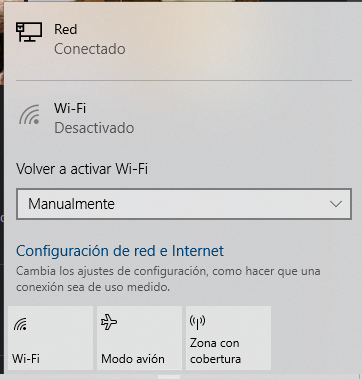 Red
Conectado
Wi-Fi
Desactivado
Volver a activar Wi-Fi
Manualmente
Configuración de red e Internet
Cambia los ajustes de configuración, como hacer que una
conexión sea de uso medido.
Wi-Fi
Modo avión
Zona con
cobertura